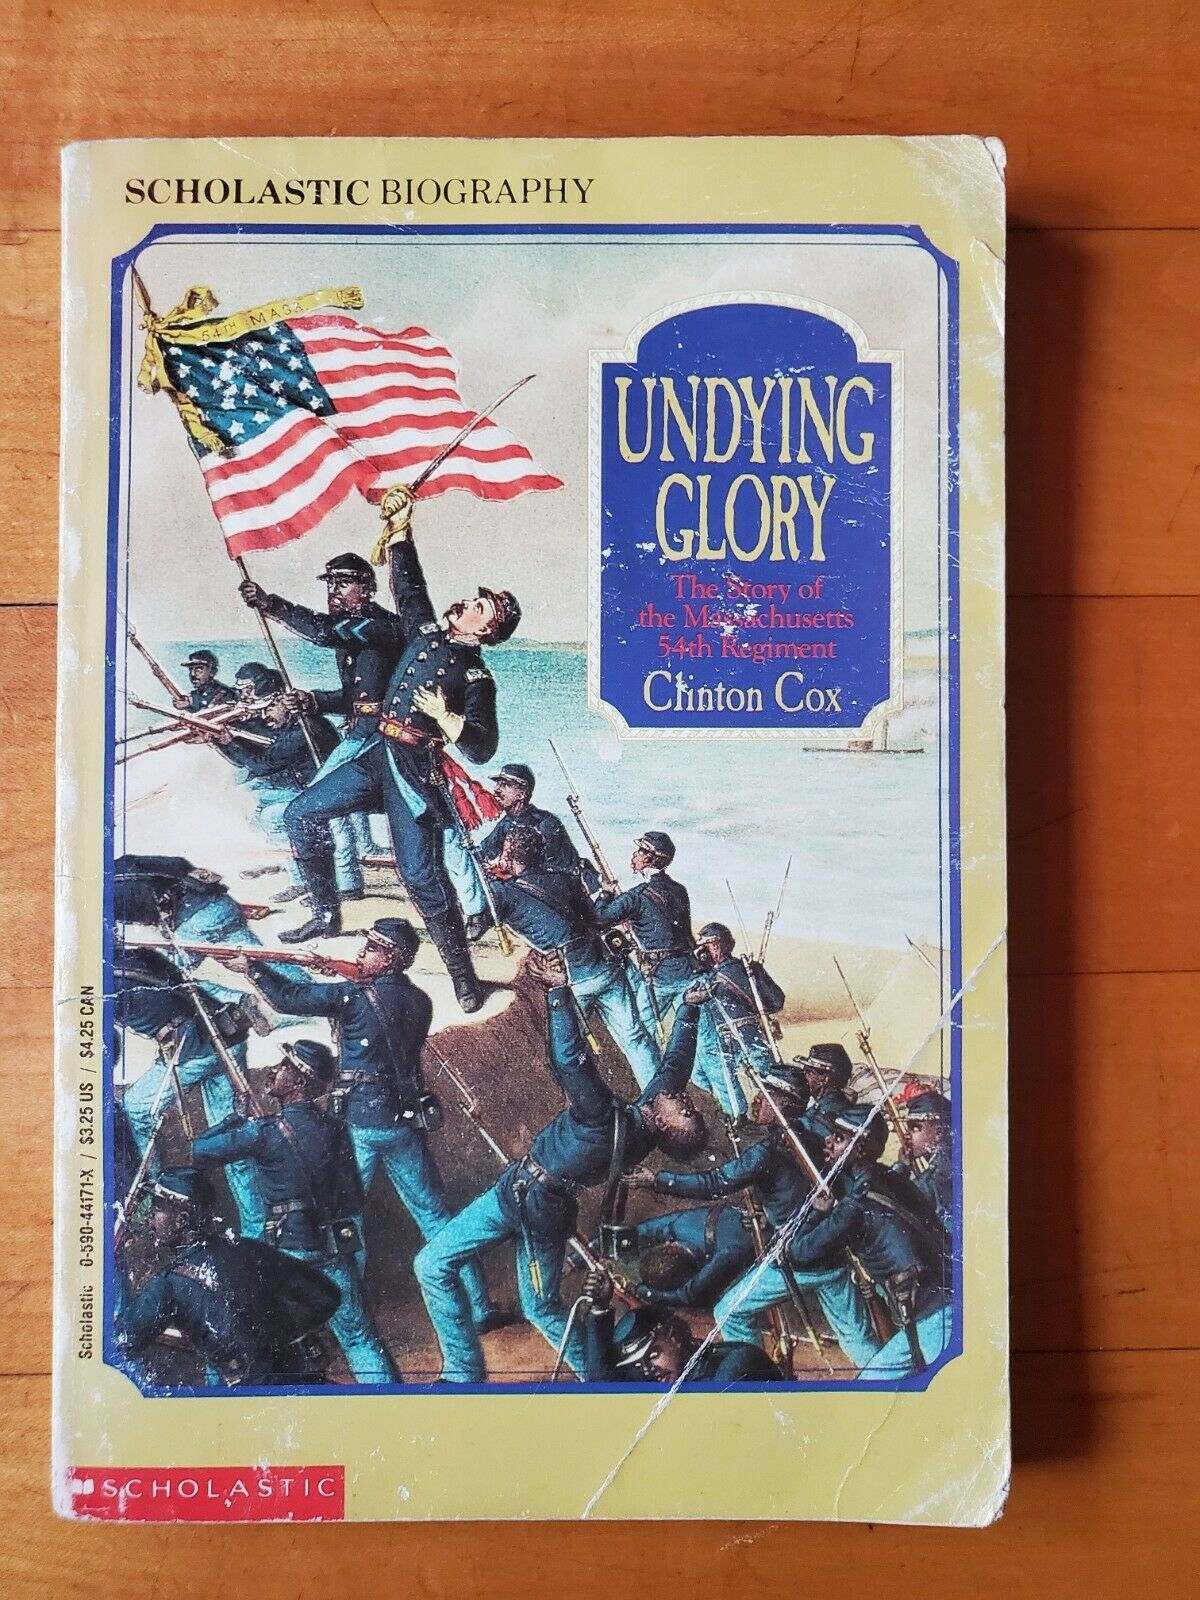 SCHOLASTIC BIOGRAPHY
54TH MASS
UNDYING
GLORY
The Story of
the Massachusetts
54th Regiment
Clinton Cox
Scholastic 0-590-44171-X / $3.25 US / $4.25 CAN
SCHOLASTIC